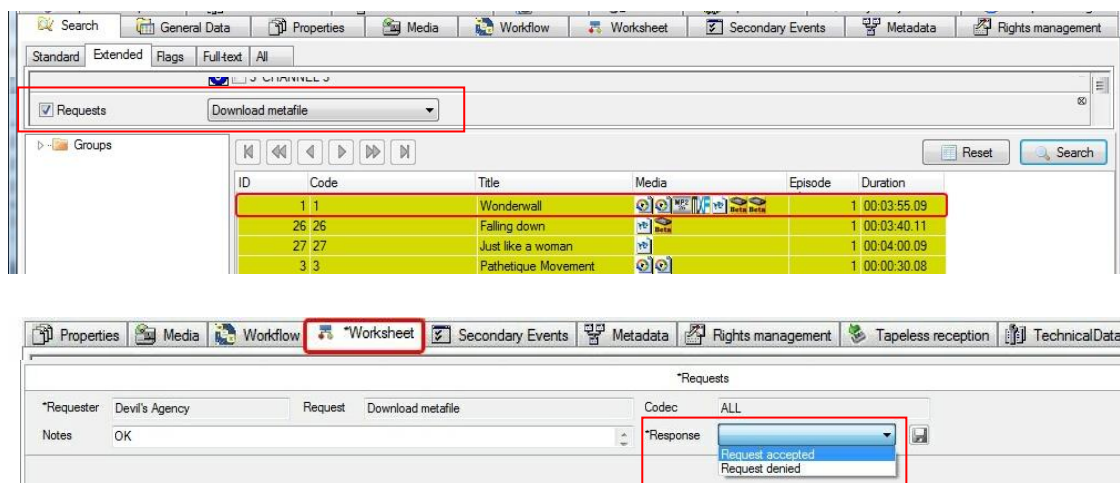 Search General Data Properties Media Workflow Worksheet Secondary Events Metadata Rights management
Standard Extended Flags Full-text All
Requests Download metafile
Groups
Reset Search
ID Code Title Media Episode Duration
1 1 Wonderwall MP2 Beta Beta 1 00:03:55.09
26 26 Falling down Beta 1 00:03:40.11
27 27 Just like a woman 1 00:04:00.09
3 3 Pathetique Movement 1 00:00:30.08
Properties Media Workflow *Worksheet Secondary Events Metadata Rights management Tapeless reception TechnicalData
*Requests
*Requester Devil's Agency Request Download metafile Codec ALL
Notes OK *Response
Request accepted
Request denied